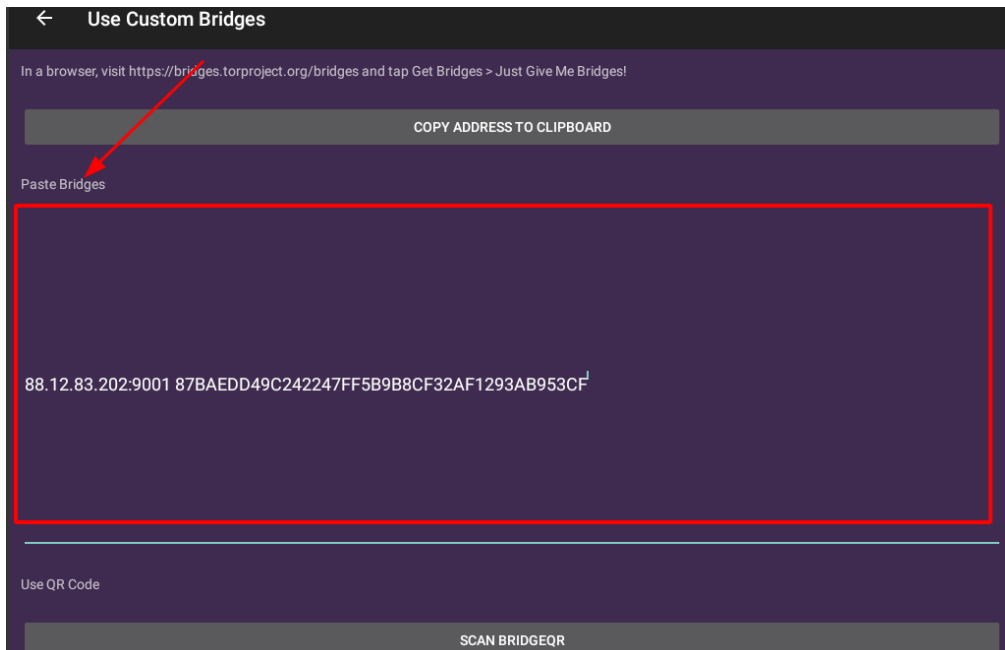 Use Custom Bridges
In a browser, visit https://bridges.torproject.org/bridges and tap Get Bridges > Just Give Me Bridges!
COPY ADDRESS TO CLIPBOARD
Paste Bridges
88.12.83.202:9001 87BAEDD49C242247FF5B9B8CF32AF1293AB953CF
Use QR Code
SCAN BRIDGEQR